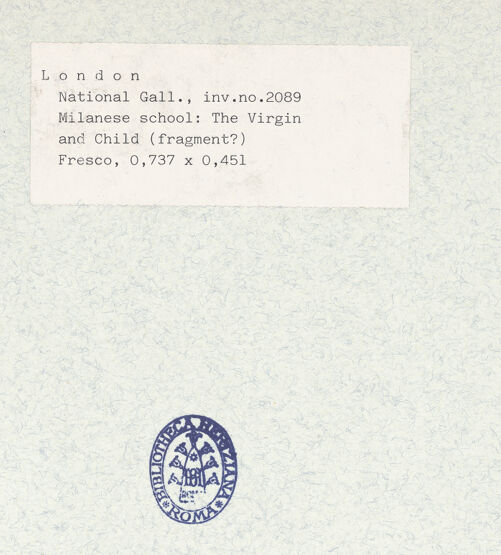 London
National Gall., inv.no.2089
Milanese school: The Virgin
and Child (fragment?)
Fresco, 0,737 x 0,451
BIBLIOTHECA HERTZIANA
* ROMA *